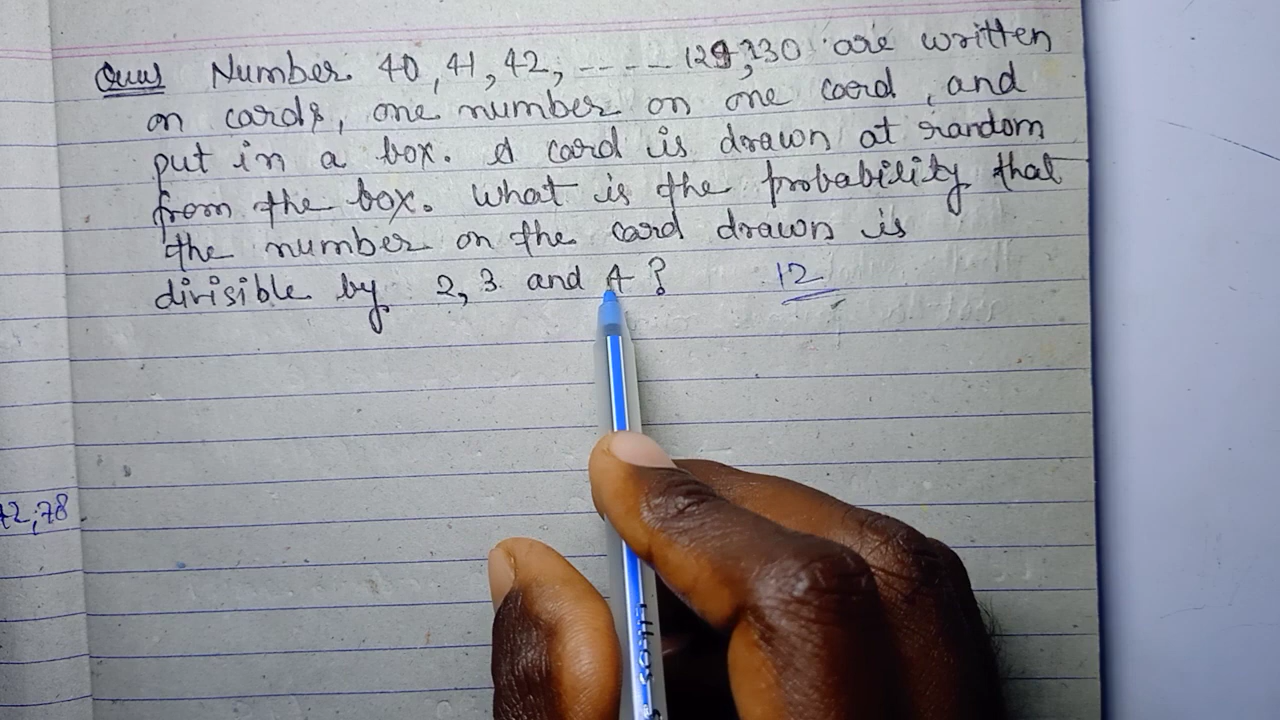 Ques Number 40, 41, 42, ---- 129, 130 are written
on cards, one number on one card, and
put in a box. A card is drawn at random
from the box. What is the probability that
the number on the card drawn is
divisible by 2, 3 and 4 ? 12
42, 78